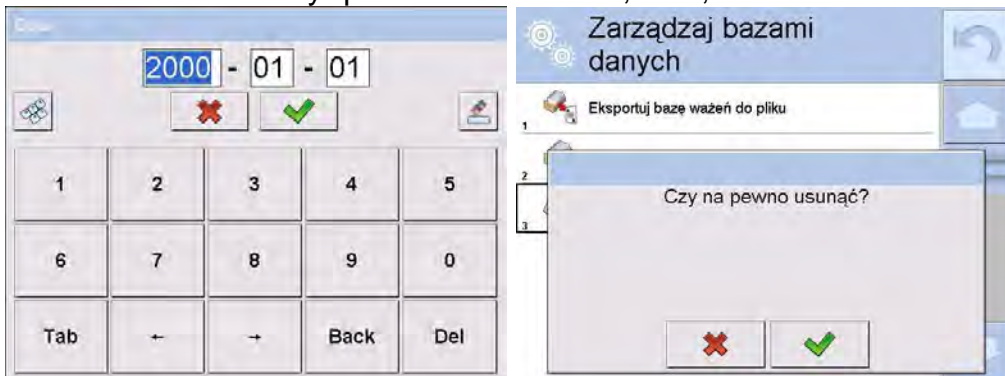 2000 - 01 - 01
1 2 3 4 5
6 7 8 9 0
Tab ← → Back Del
Zarządzaj bazami
danych
1 Eksportuj bazę ważeń do pliku
2
3
Czy na pewno usunąć?